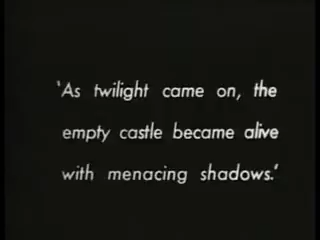 'As twilight came on, the
empty castle became alive
with menacing shadows.'